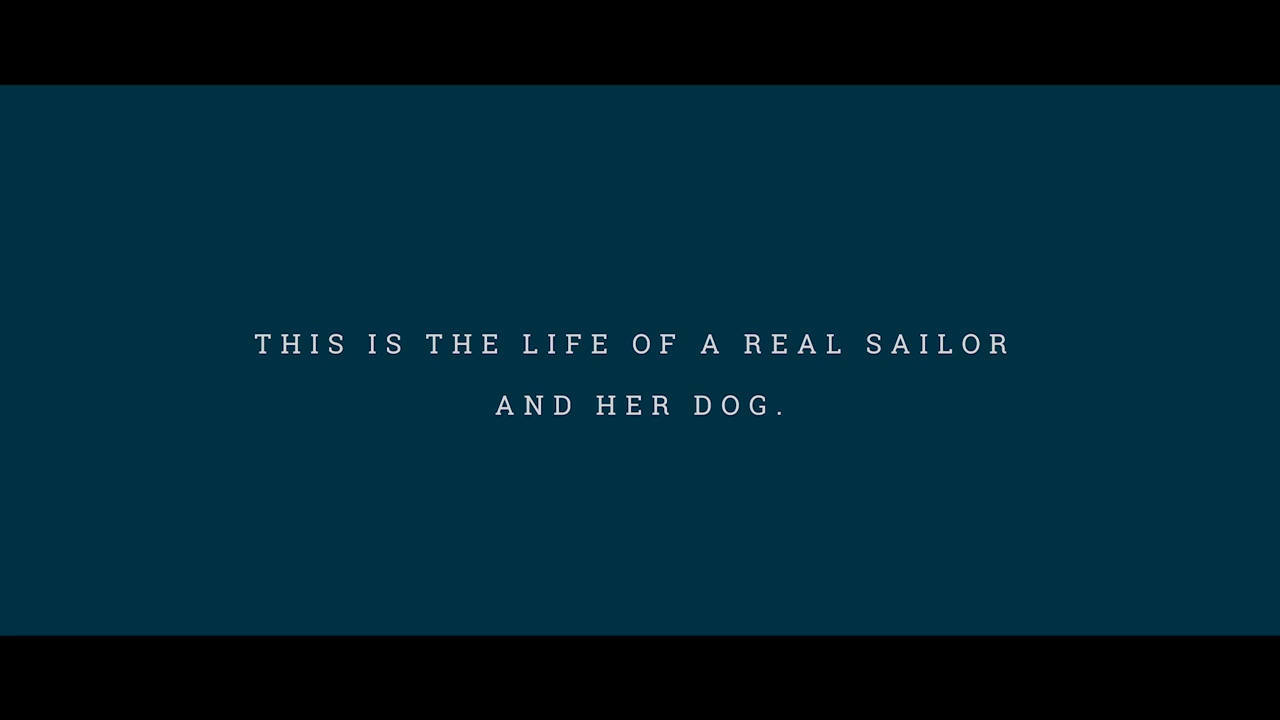 THIS IS THE LIFE OF A REAL SAILOR
AND HER DOG.